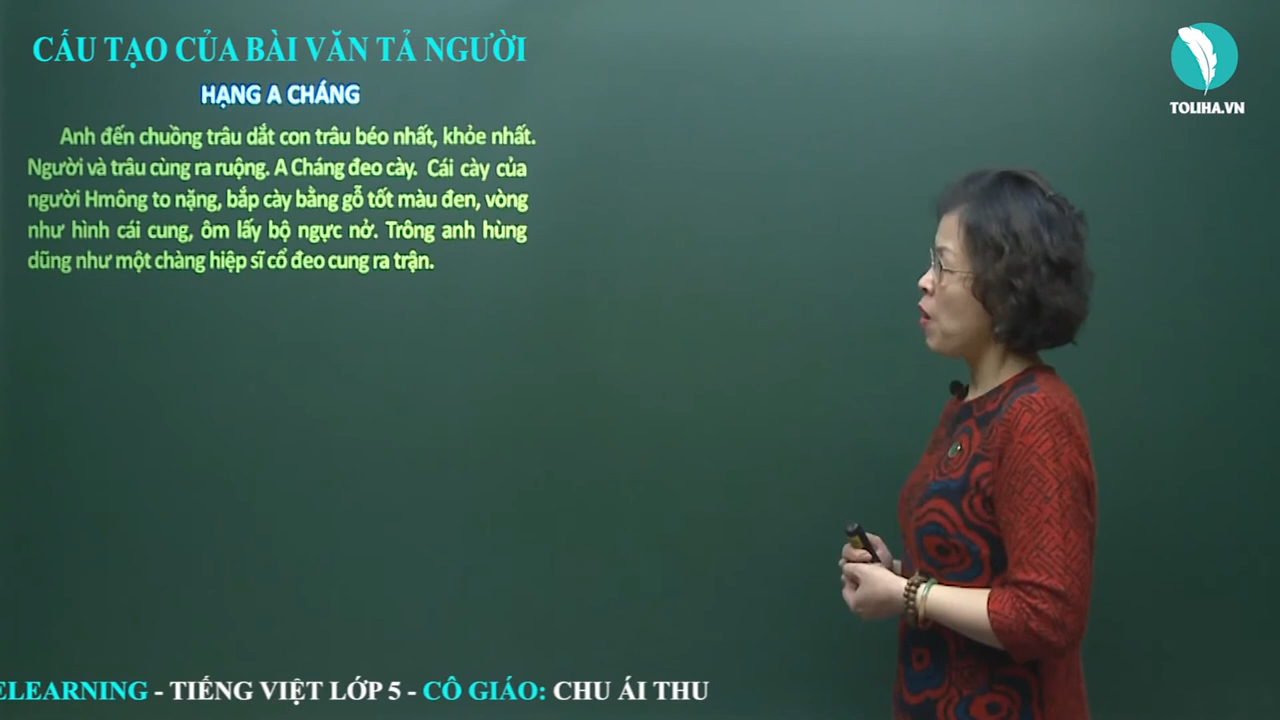 CẤU TẠO CỦA BÀI VĂN TẢ NGƯỜI
HẠNG A CHÁNG
Anh đến chuồng trâu dắt con trâu béo nhất, khỏe nhất.
Người và trâu cùng ra ruộng. A Cháng đeo cày. Cái cày của
người Hmông to nặng, bắp cày bằng gỗ tốt màu đen, vòng
như hình cái cung, ôm lấy bộ ngực nở. Trông anh hùng
dũng như một chàng hiệp sĩ cổ đeo cung ra trận.
TOLIHA.VN
ELEARNING - TIẾNG VIỆT LỚP 5 - CÔ GIÁO: CHU ÁI THU